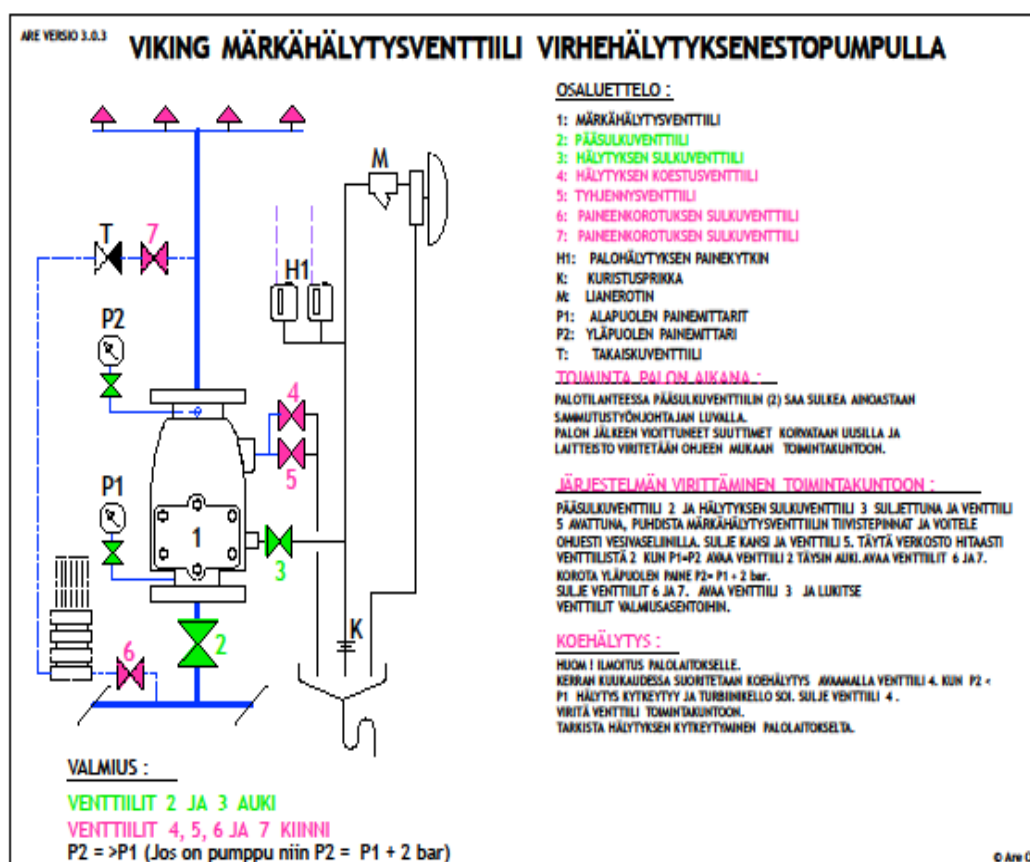 ARE VERSIO 3.0.3
VIKING MÄRKÄHÄLYTYSVENTTIILI VIRHEHÄLYTYKSENESTOPUMPULLA
OSALUETTELO :
1: MÄRKÄHÄLYTYSVENTTIILI
2: PÄÄSULKUVENTTIILI
3: HÄLYTYKSEN SULKUVENTTIILI
4: HÄLYTYKSEN KOESTUSVENTTIILI
5: TYHJENNYSVENTTIILI
6: PAINEENKOROTUKSEN SULKUVENTTIILI
7: PAINEENKOROTUKSEN SULKUVENTTIILI
H1: PALOHÄLYTYKSEN PAINEKYTKIN
K: KURISTUSPRIKKA
M: LIANEROTIN
P1: ALAPUOLEN PAINEMITTARIT
P2: YLÄPUOLEN PAINEMITTARI
T: TAKAISKUVENTTIILI
TOIMINTA PALON AIKANA :
PALOTILANTEESSA PÄÄSULKUVENTTIILIN (2) SAA SULKEA AINOASTAAN
SAMMUTUSTYÖNJOHTAJAN LUVALLA.
PALON JÄLKEEN VIOITTUNEET SUUTTIMET KORVATAAN UUSILLA JA
LAITTEISTO VIRITETÄÄN OHJEEN MUKAAN TOIMINTAKUNTOON.
JÄRJESTELMÄN VIRITTÄMINEN TOIMINTAKUNTOON :
PÄÄSULKUVENTTIILI 2 JA HÄLYTYKSEN SULKUVENTTIILI 3 SULJETTUNA JA VENTTIILI
5 AVATTUNA, PUHDISTA MÄRKÄHÄLYTYSVENTTIILIN TIIVISTEPINNAT JA VOITELE
OHUESTI VESIVASELIINILLA. SULJE KANSI JA VENTTIILI 5. TÄYTÄ VERKOSTO HITAASTI
VENTTIILISTÄ 2 KUN P1=P2 AVAA VENTTIILI 2 TÄYSIN AUKI. AVAA VENTTIILIT 6 JA 7.
KOROTA YLÄPUOLEN PAINE P2= P1 + 2 bar.
SULJE VENTTIILIT 6 JA 7. AVAA VENTTIILI 3 JA LUKITSE
VENTTIILIT VALMIUSASENTOIHIN.
KOEHÄLYTYS :
HUOM ! ILMOITUS PALOLAITOKSELLE.
KERRAN KUUKAUDESSA SUORITETAAN KOEHÄLYTYS AVAAMALLA VENTTIILI 4. KUN P2 <
P1 HÄLYTYS KYTKEYTYY JA TURBIINIKELLO SOI. SULJE VENTTIILI 4 .
VIRITÄ VENTTIILI TOIMINTAKUNTOON.
TARKISTA HÄLYTYKSEN KYTKEYTYMINEN PALOLAITOKSELTA.
M
T
7
H1
P2
4
5
P1
1
3
K
2
6
VALMIUS :
VENTTIILIT 2 JA 3 AUKI
VENTTIILIT 4, 5, 6 JA 7 KIINNI
P2 = >P1 (Jos on pumppu niin P2 = P1 + 2 bar)
© Are